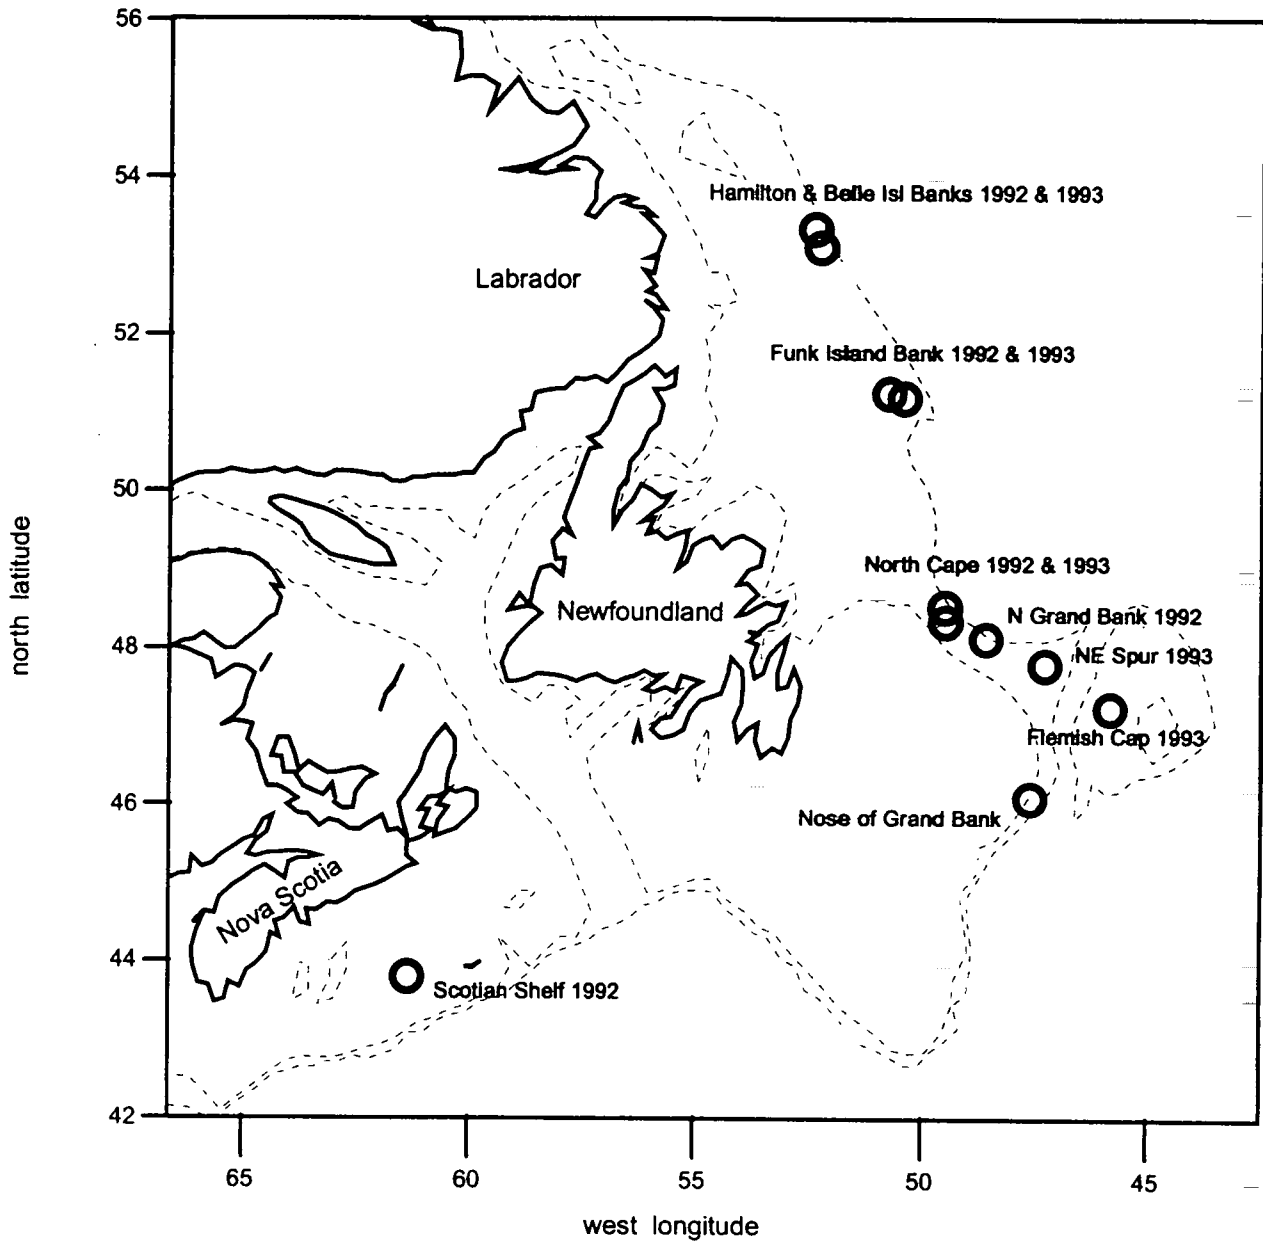 56
54
Hamilton & Belle Isl Banks 1992 & 1993
Labrador
52
Funk Island Bank 1992 & 1993
50
north latitude
North Cape 1992 & 1993
Newfoundland
N Grand Bank 1992
48
NE Spur 1993
Flemish Cap 1993
46
Nose of Grand Bank
Nova Scotia
44
Scotian Shelf 1992
42
65 60 55 50 45
west longitude